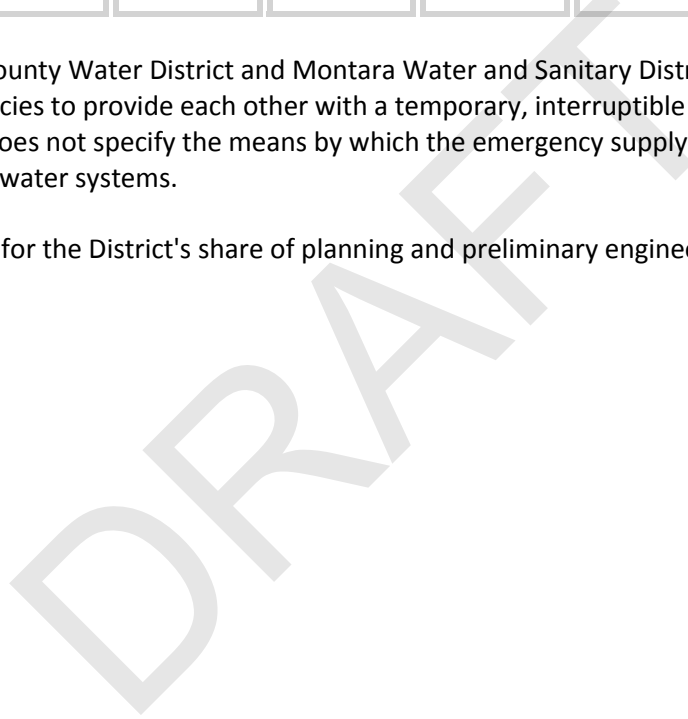 ounty Water District and Montara Water and Sanitary Distr
cies to provide each other with a temporary, interruptible
oes not specify the means by which the emergency supply
water systems.
for the District's share of planning and preliminary enginee
DRAFT